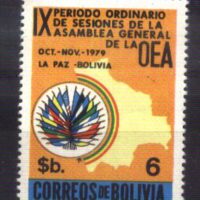 IX PERIODO ORDINARIO
DE SESIONES DE LA
ASAMBLEA GENERAL
DE LA OEA
OCT.-NOV.-1979
LA PAZ-BOLIVIA
$b. 6
CORREOS DE BOLIVIA